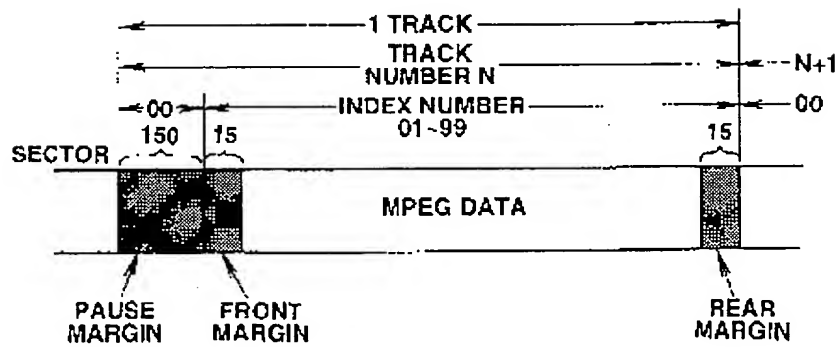 1 TRACK
TRACK
NUMBER N
N+1
00
INDEX NUMBER
01~99
00
SECTOR
150
15
15
MPEG DATA
PAUSE
MARGIN
FRONT
MARGIN
REAR
MARGIN